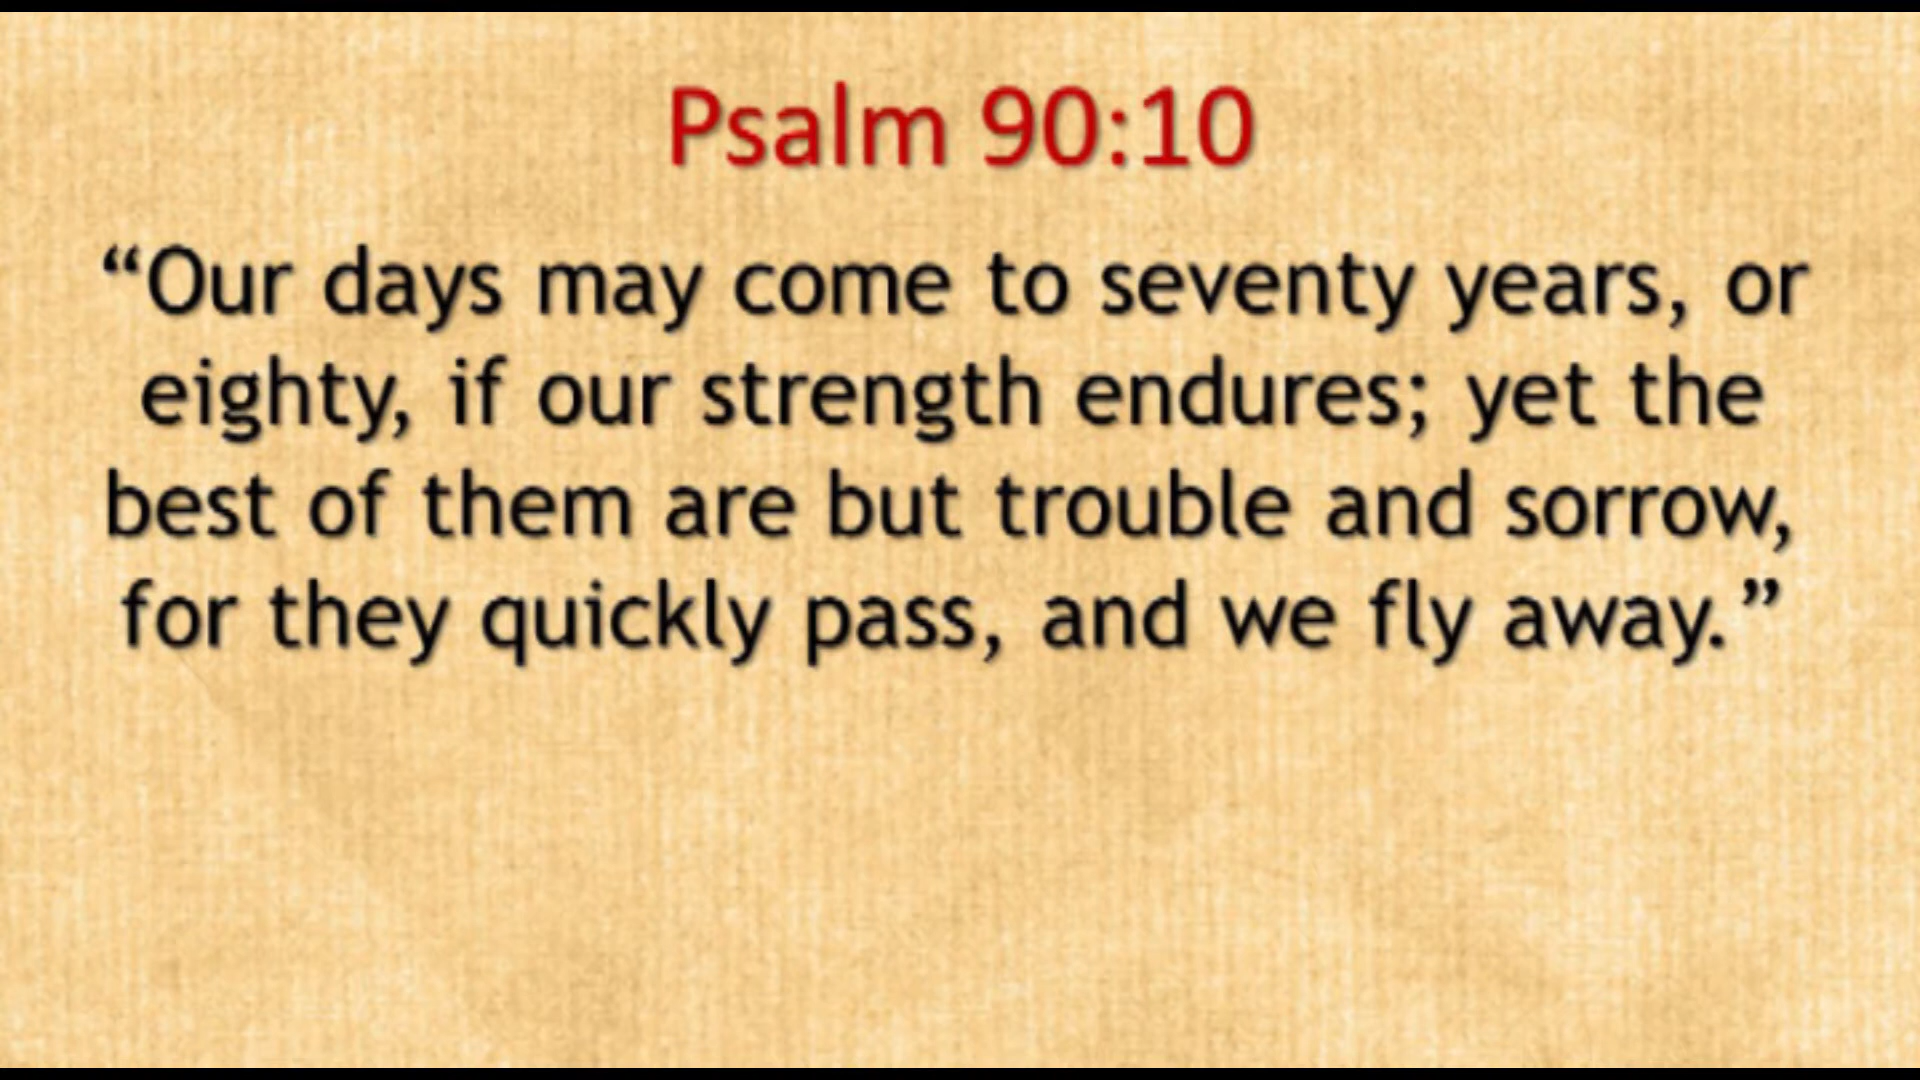 Psalm 90:10
“Our days may come to seventy years, or
eighty, if our strength endures; yet the
best of them are but trouble and sorrow,
for they quickly pass, and we fly away.”